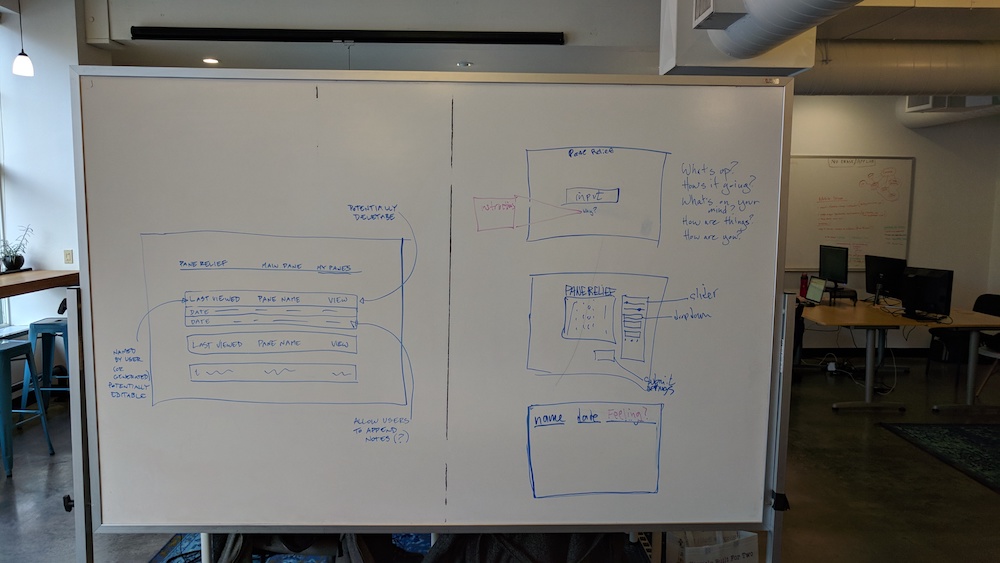 POTENTIALLY
PANE RELIEF MAIN PANE MY PANES
LAST VIEWED PANE NAME VIEW
DATE
DATE
LAST VIEWED PANE NAME VIEW
NAMED
BY USER
(OR
GENERATED)
POTENTIALLY
EDITABLE
ALLOW USERS
TO APPEND
NOTES (?)
Pane Relief
input
why?
What's up?
How's it going?
What's on your
mind?
How are things?
How are you?
PANE RELIEF
slider
dropdown
submit
name date Feeling?